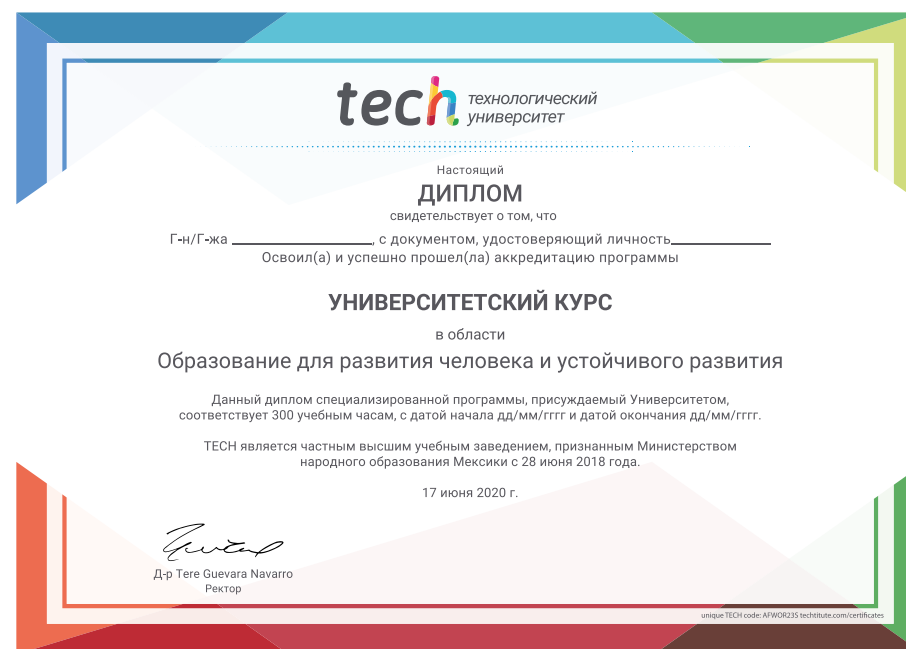 tech технологический
университет
Настоящий
ДИПЛОМ
свидетельствует о том, что
Г-н/Г-жа ________________, с документом, удостоверяющий личность____________
Освоил(а) и успешно прошел(ла) аккредитацию программы
УНИВЕРСИТЕТСКИЙ КУРС
в области
Образование для развития человека и устойчивого развития
Данный диплом специализированной программы, присуждаемый Университетом,
соответствует 300 учебным часам, с датой начала дд/мм/гггг и датой окончания дд/мм/гггг.
TECH является частным высшим учебным заведением, признанным Министерством
народного образования Мексики с 28 июня 2018 года.
17 июня 2020 г.
Д-р Tere Guevara Navarro
Ректор
unique TECH code: AFWOR23S techtitute.com/certificates